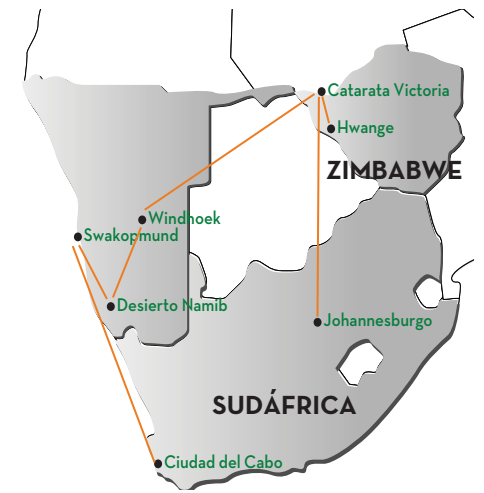 Catarata Victoria
Hwange
ZIMBABWE
Windhoek
Swakopmund
Desierto Namib
Johannesburgo
SUDÁFRICA
Ciudad del Cabo